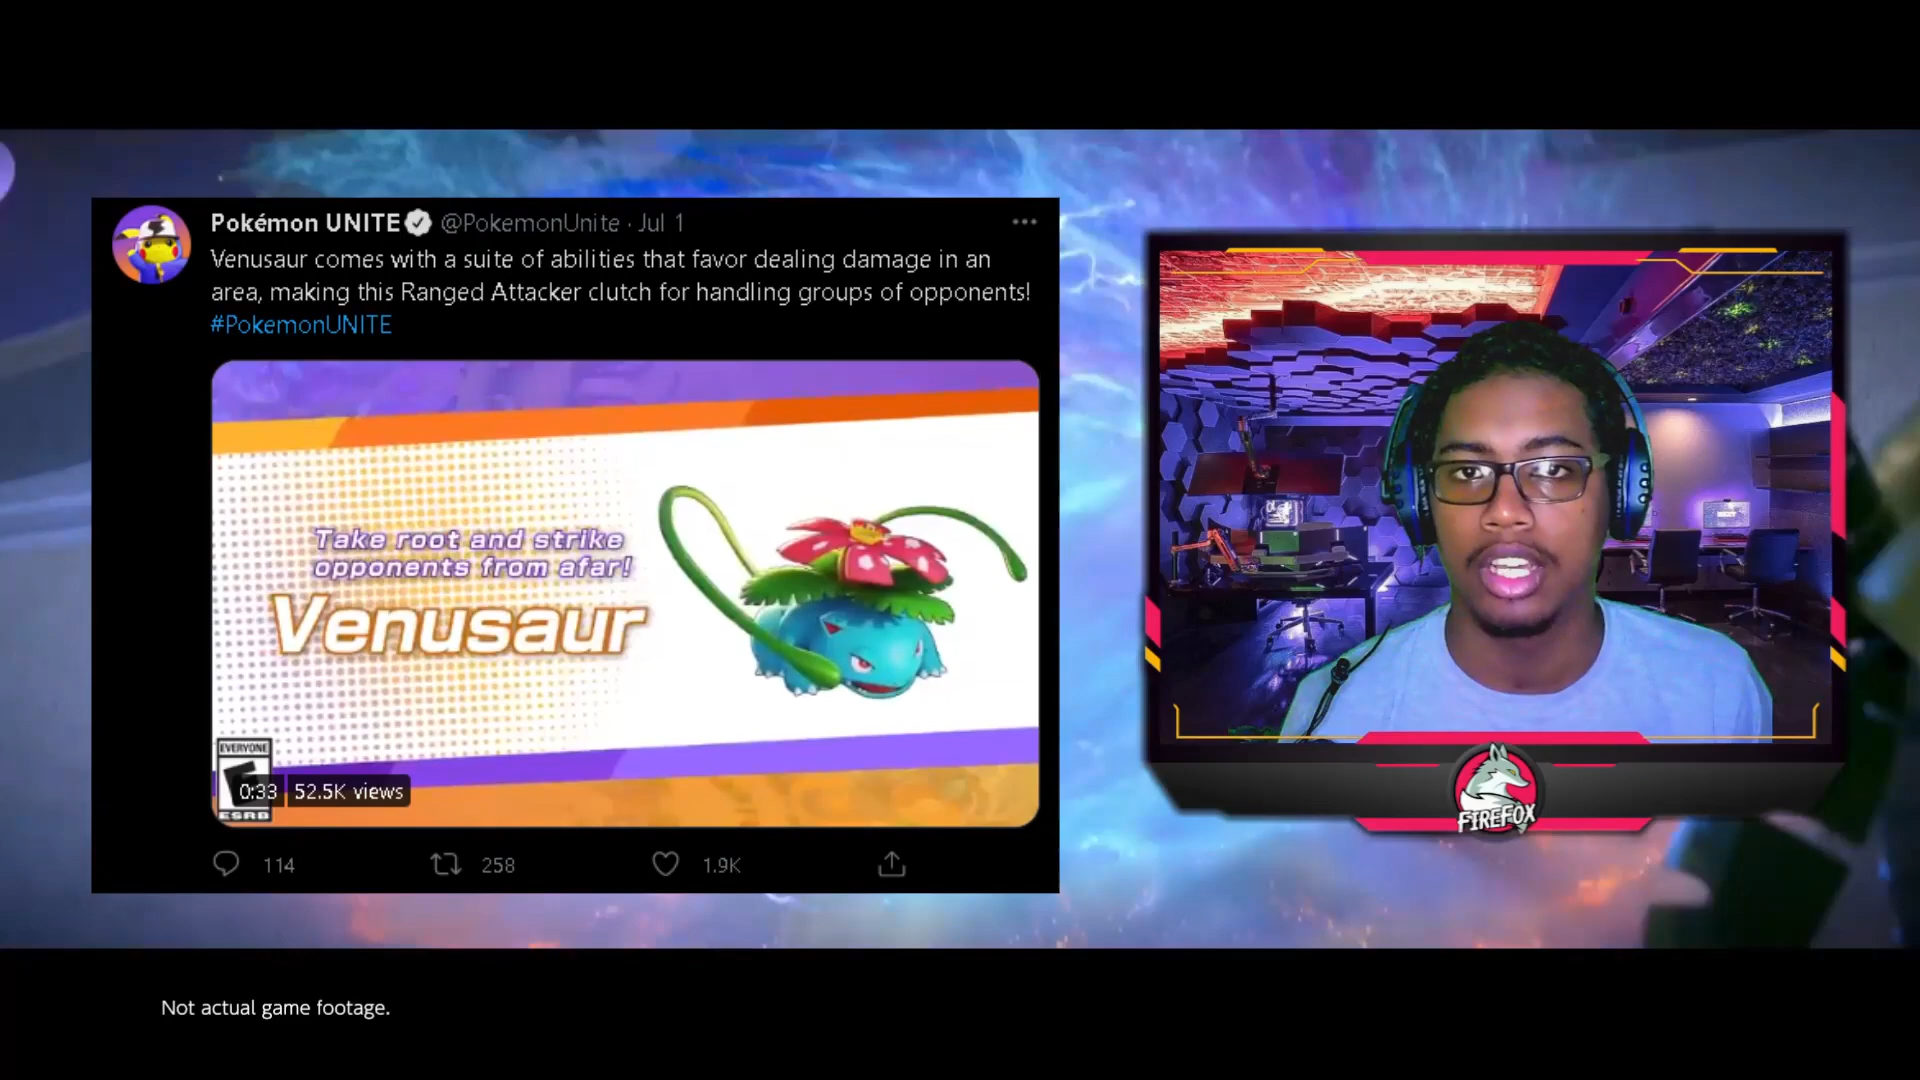 Pokémon UNITE @PokemonUnite · Jul 1
Venusaur comes with a suite of abilities that favor dealing damage in an
area, making this Ranged Attacker clutch for handling groups of opponents!
#PokemonUNITE
Take root and strike
opponents from afar!
Venusaur
EVERYONE
E
ESRB
0:33 52.5K views
114 258 1.9K
FIREFOX
Not actual game footage.